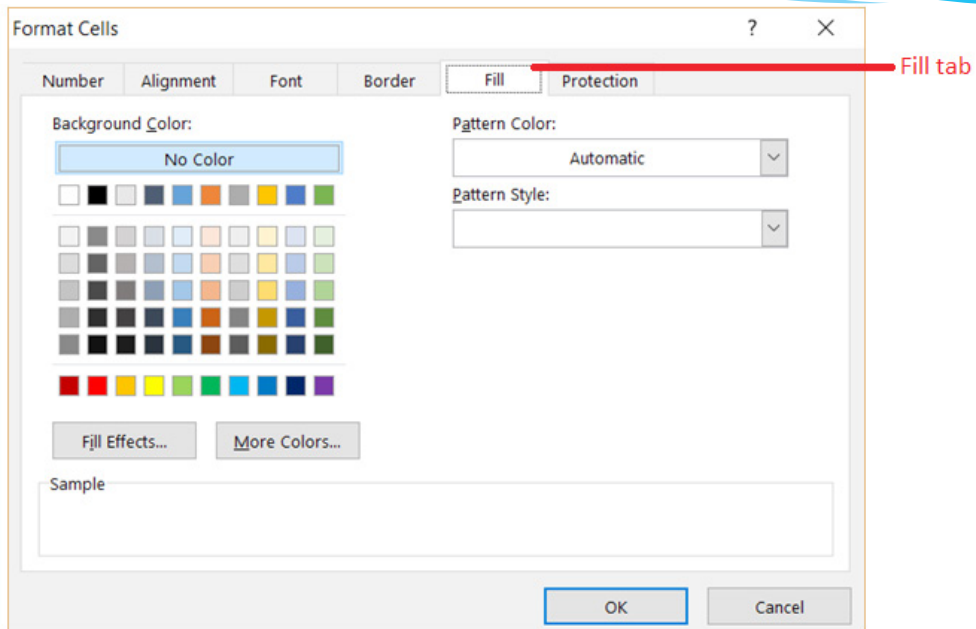 Format Cells ?
Fill tab
Number Alignment Font Border Fill Protection
Background Color:
No Color
Pattern Color:
Automatic
Pattern Style:
Fill Effects... More Colors...
Sample
OK Cancel